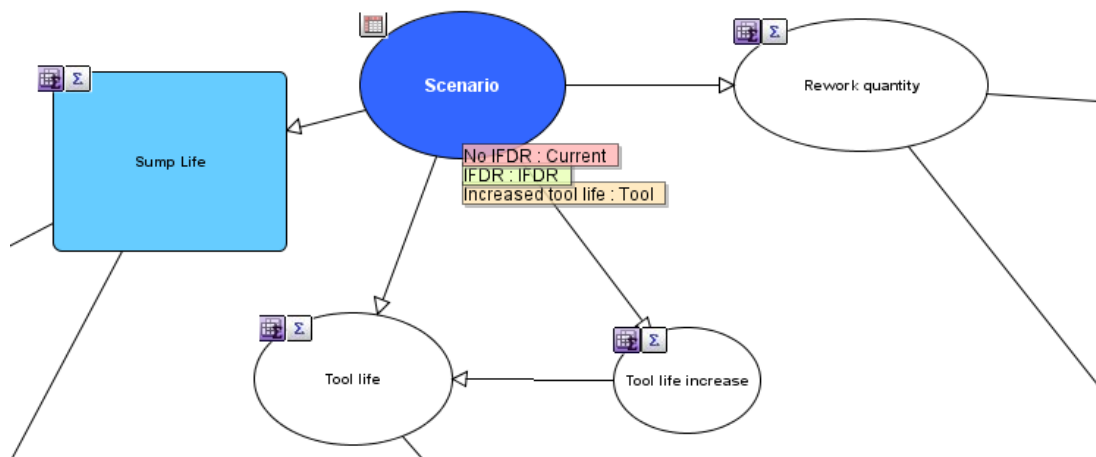 Scenario
Rework quantity
Sump Life
No IFDR : Current
IFDR : IFDR
Increased tool life : Tool
Tool life
Tool life increase